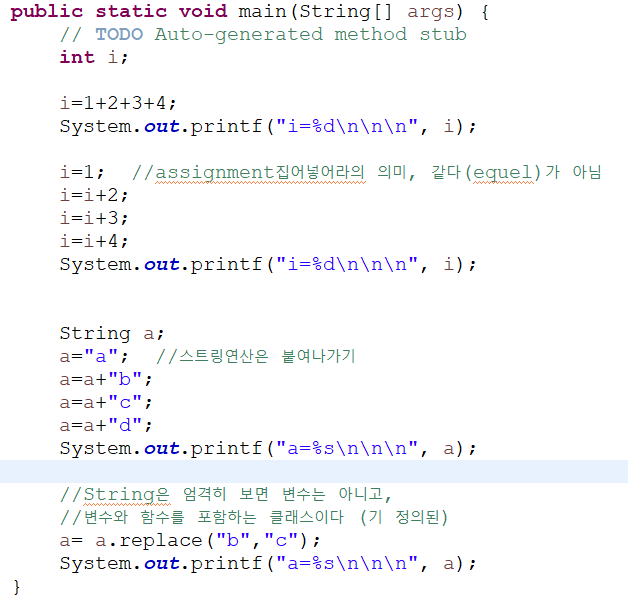 public static void main(String[] args) {
// TODO Auto-generated method stub
int i;
i=1+2+3+4;
System.out.printf("i=%d\n\n\n", i);
i=1;  //assignment집어넣어라의 의미, 같다(equel)가 아님
i=i+2;
i=i+3;
i=i+4;
System.out.printf("i=%d\n\n\n", i);
String a;
a="a";  //스트링연산은 붙여나가기
a=a+"b";
a=a+"c";
a=a+"d";
System.out.printf("a=%s\n\n\n", a);
//String은 엄격히 보면 변수는 아니고,
//변수와 함수를 포함하는 클래스이다 (기 정의된)
a= a.replace("b","c");
System.out.printf("a=%s\n\n\n", a);
}